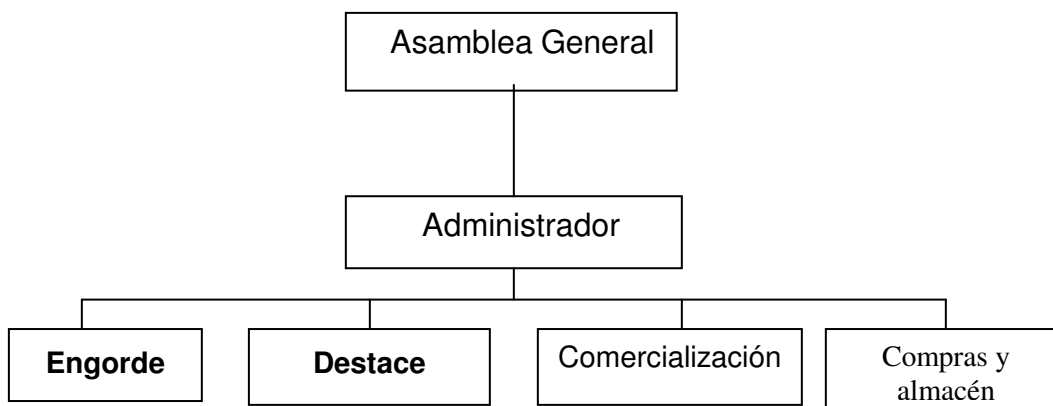 Asamblea General
Administrador
Engorde
Destace
Comercialización
Compras y
almacén